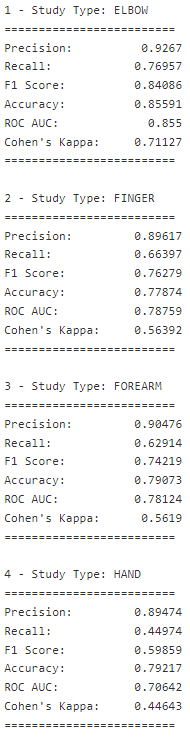 1 - Study Type: ELBOW
=========================
Precision: 0.9267
Recall: 0.76957
F1 Score: 0.84086
Accuracy: 0.85591
ROC AUC: 0.855
Cohen's Kappa: 0.71127
=========================
2 - Study Type: FINGER
=========================
Precision: 0.89617
Recall: 0.66397
F1 Score: 0.76279
Accuracy: 0.77874
ROC AUC: 0.78759
Cohen's Kappa: 0.56392
=========================
3 - Study Type: FOREARM
=========================
Precision: 0.90476
Recall: 0.62914
F1 Score: 0.74219
Accuracy: 0.79073
ROC AUC: 0.78124
Cohen's Kappa: 0.5619
=========================
4 - Study Type: HAND
=========================
Precision: 0.89474
Recall: 0.44974
F1 Score: 0.59859
Accuracy: 0.79217
ROC AUC: 0.70642
Cohen's Kappa: 0.44643
=========================